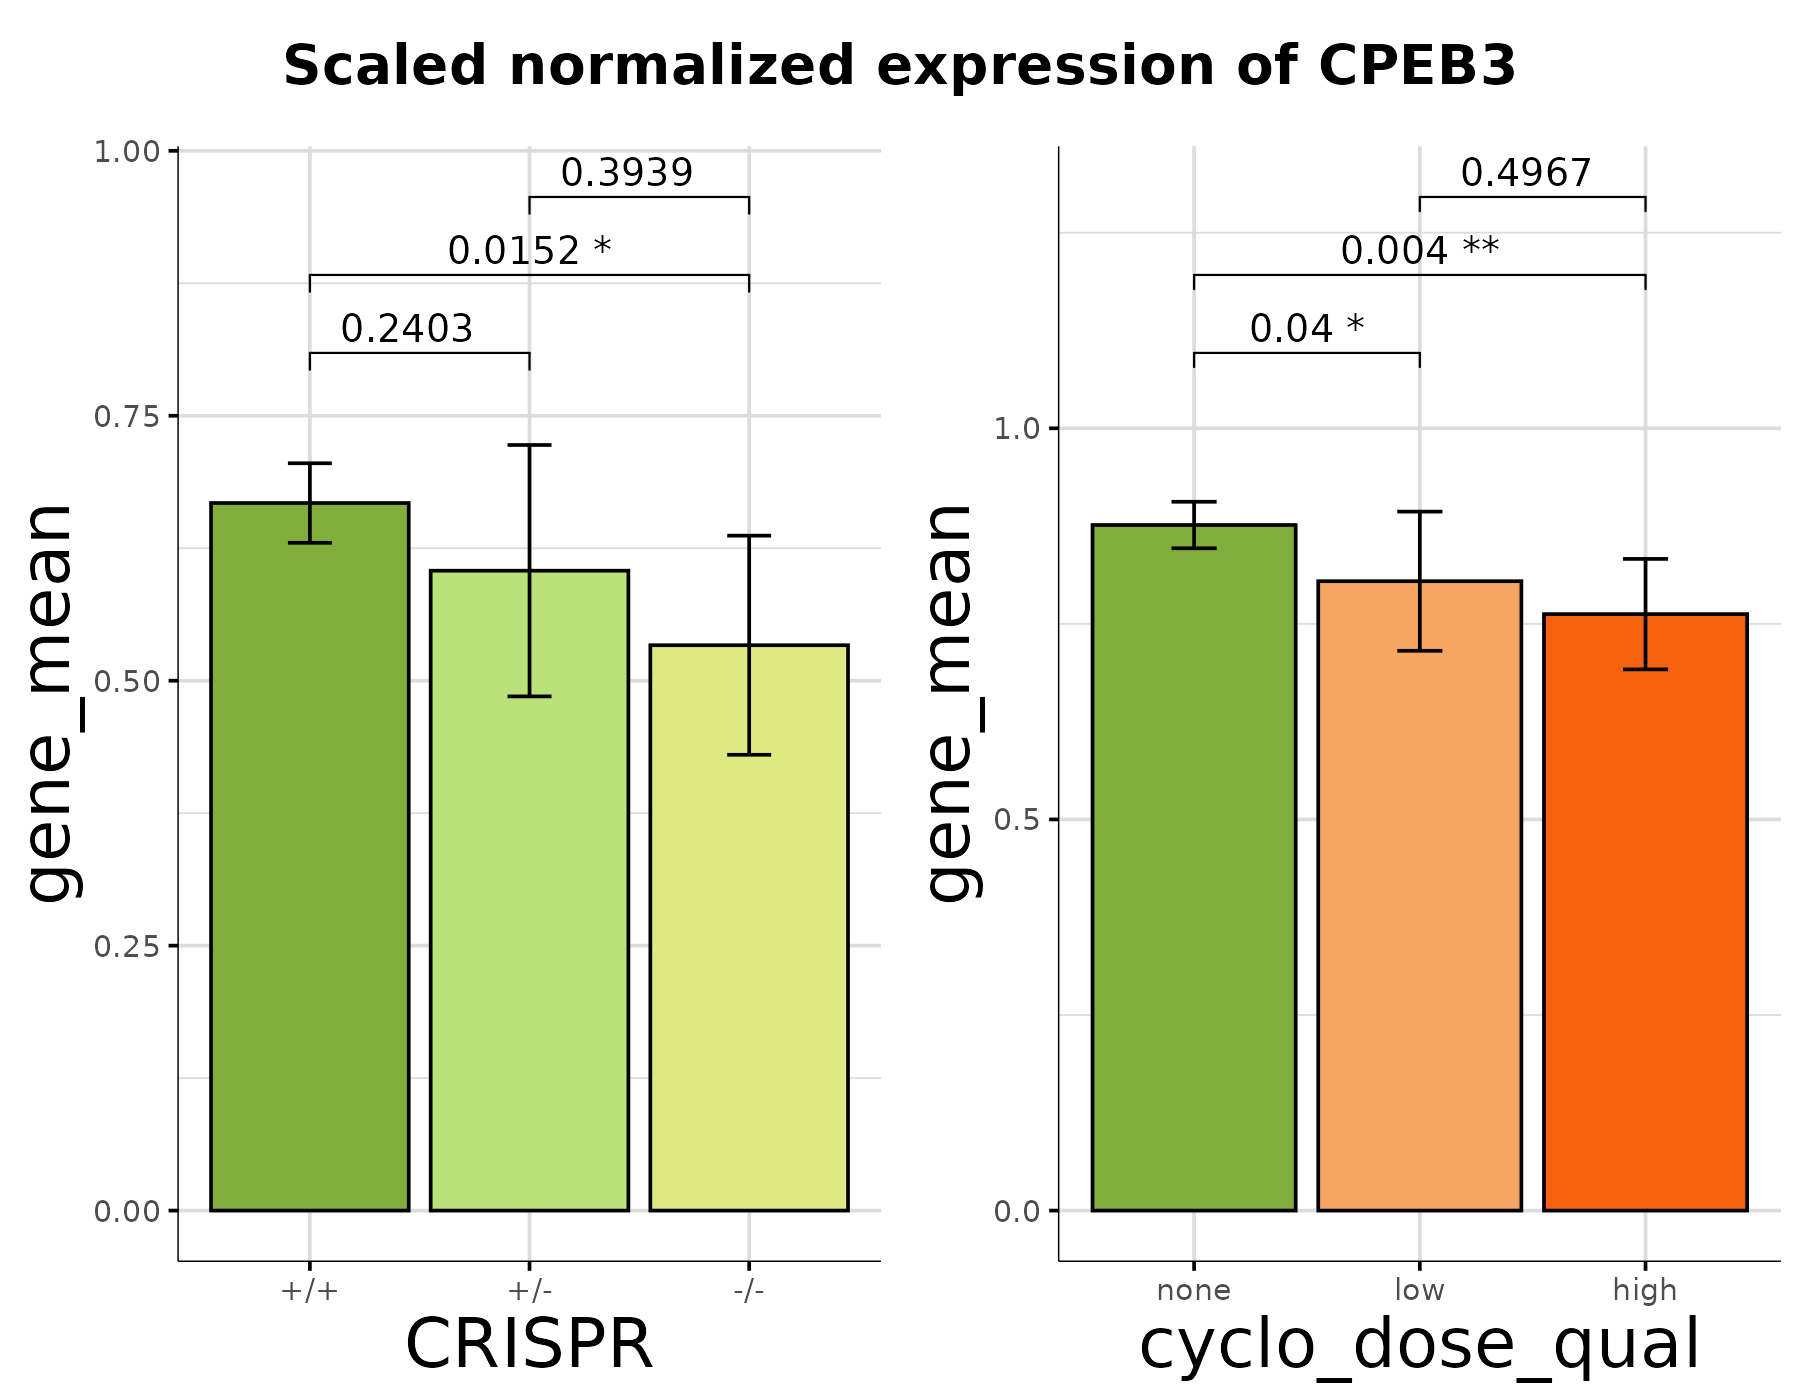 Scaled normalized expression of CPEB3
gene_mean
1.00
0.75
0.50
0.25
0.00
0.3939
0.0152 *
0.2403
+/+
+/-
-/-
CRISPR
gene_mean
1.0
0.5
0.0
0.4967
0.004 **
0.04 *
none
low
high
cyclo_dose_qual